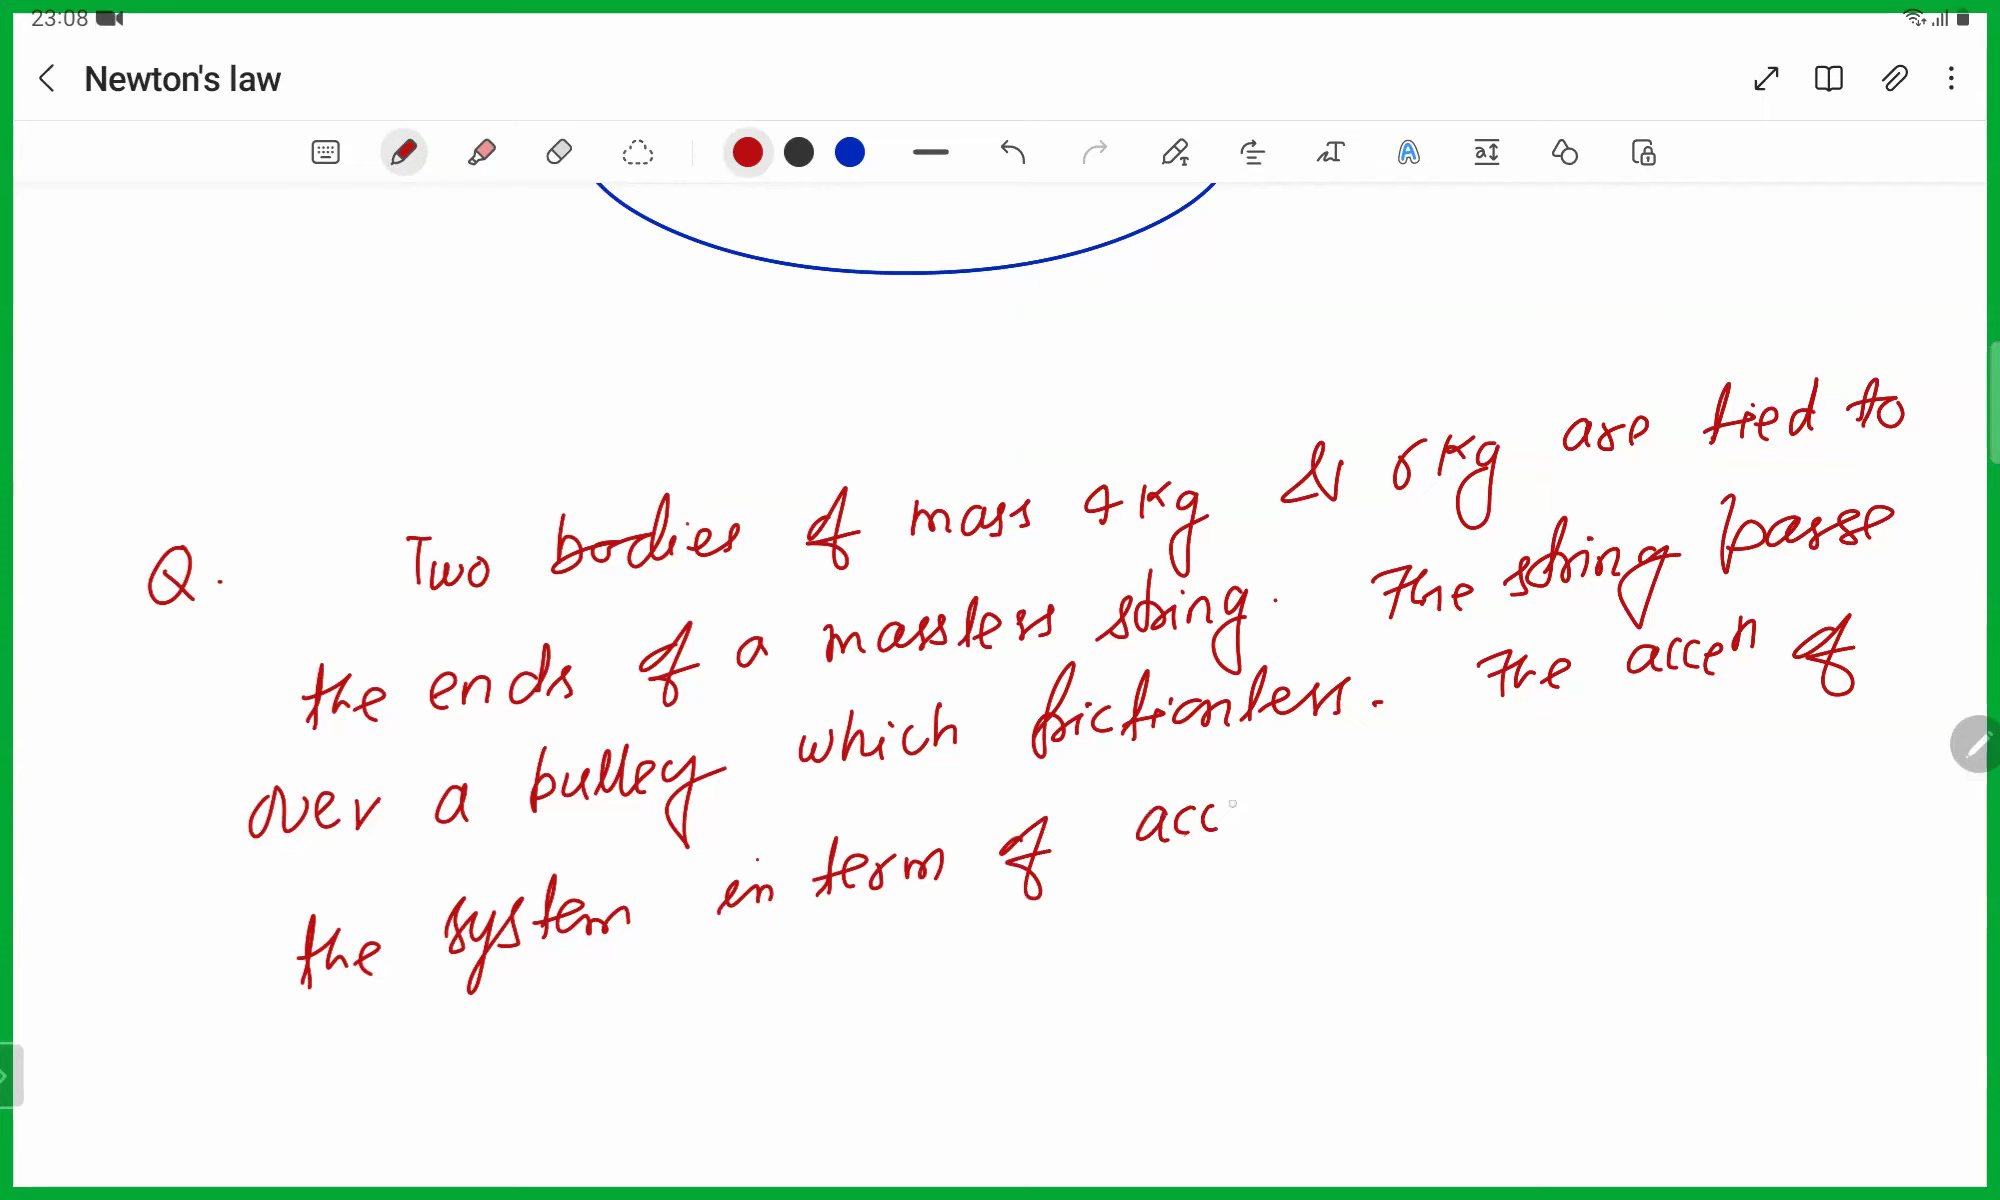 23:08
Newton's law
Q. Two bodies of mass 4 kg & 6 kg are tied to
the ends of a massless string. The string passe
over a pulley which frictionless. The accen of
the system in term of acc